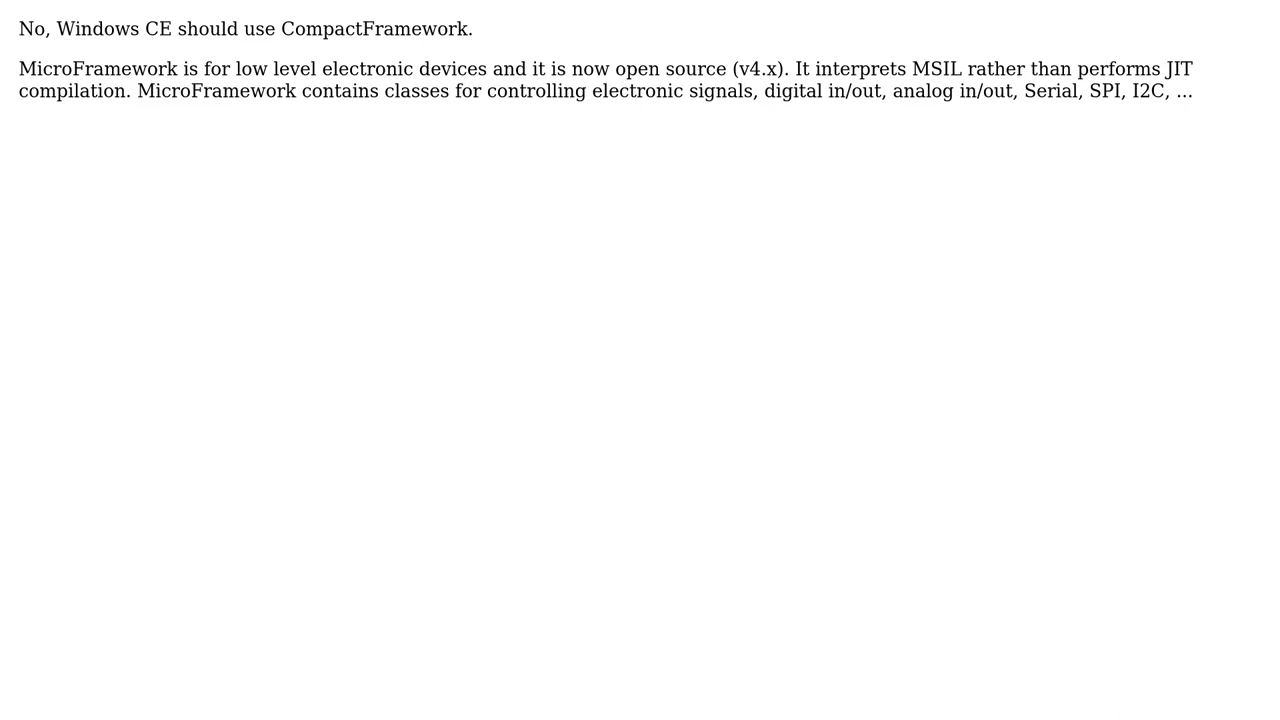 No, Windows CE should use CompactFramework.
MicroFramework is for low level electronic devices and it is now open source (v4.x). It interprets MSIL rather than performs JIT
compilation. MicroFramework contains classes for controlling electronic signals, digital in/out, analog in/out, Serial, SPI, I2C, ...